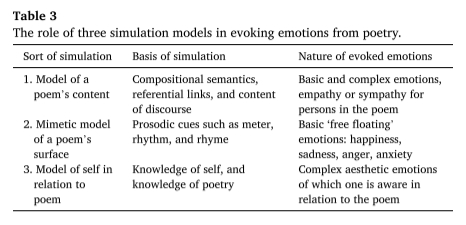 Table 3
The role of three simulation models in evoking emotions from poetry.
Sort of simulation Basis of simulation Nature of evoked emotions
1. Model of a Compositional semantics, Basic and complex emotions,
poem's content referential links, and content empathy or sympathy for
of discourse persons in the poem
2. Mimetic model Prosodic cues such as meter, Basic 'free floating'
of a poem's rhythm, and rhyme emotions: happiness,
surface sadness, anger, anxiety
3. Model of self in Knowledge of self, and Complex aesthetic emotions
relation to knowledge of poetry of which one is aware in
poem relation to the poem